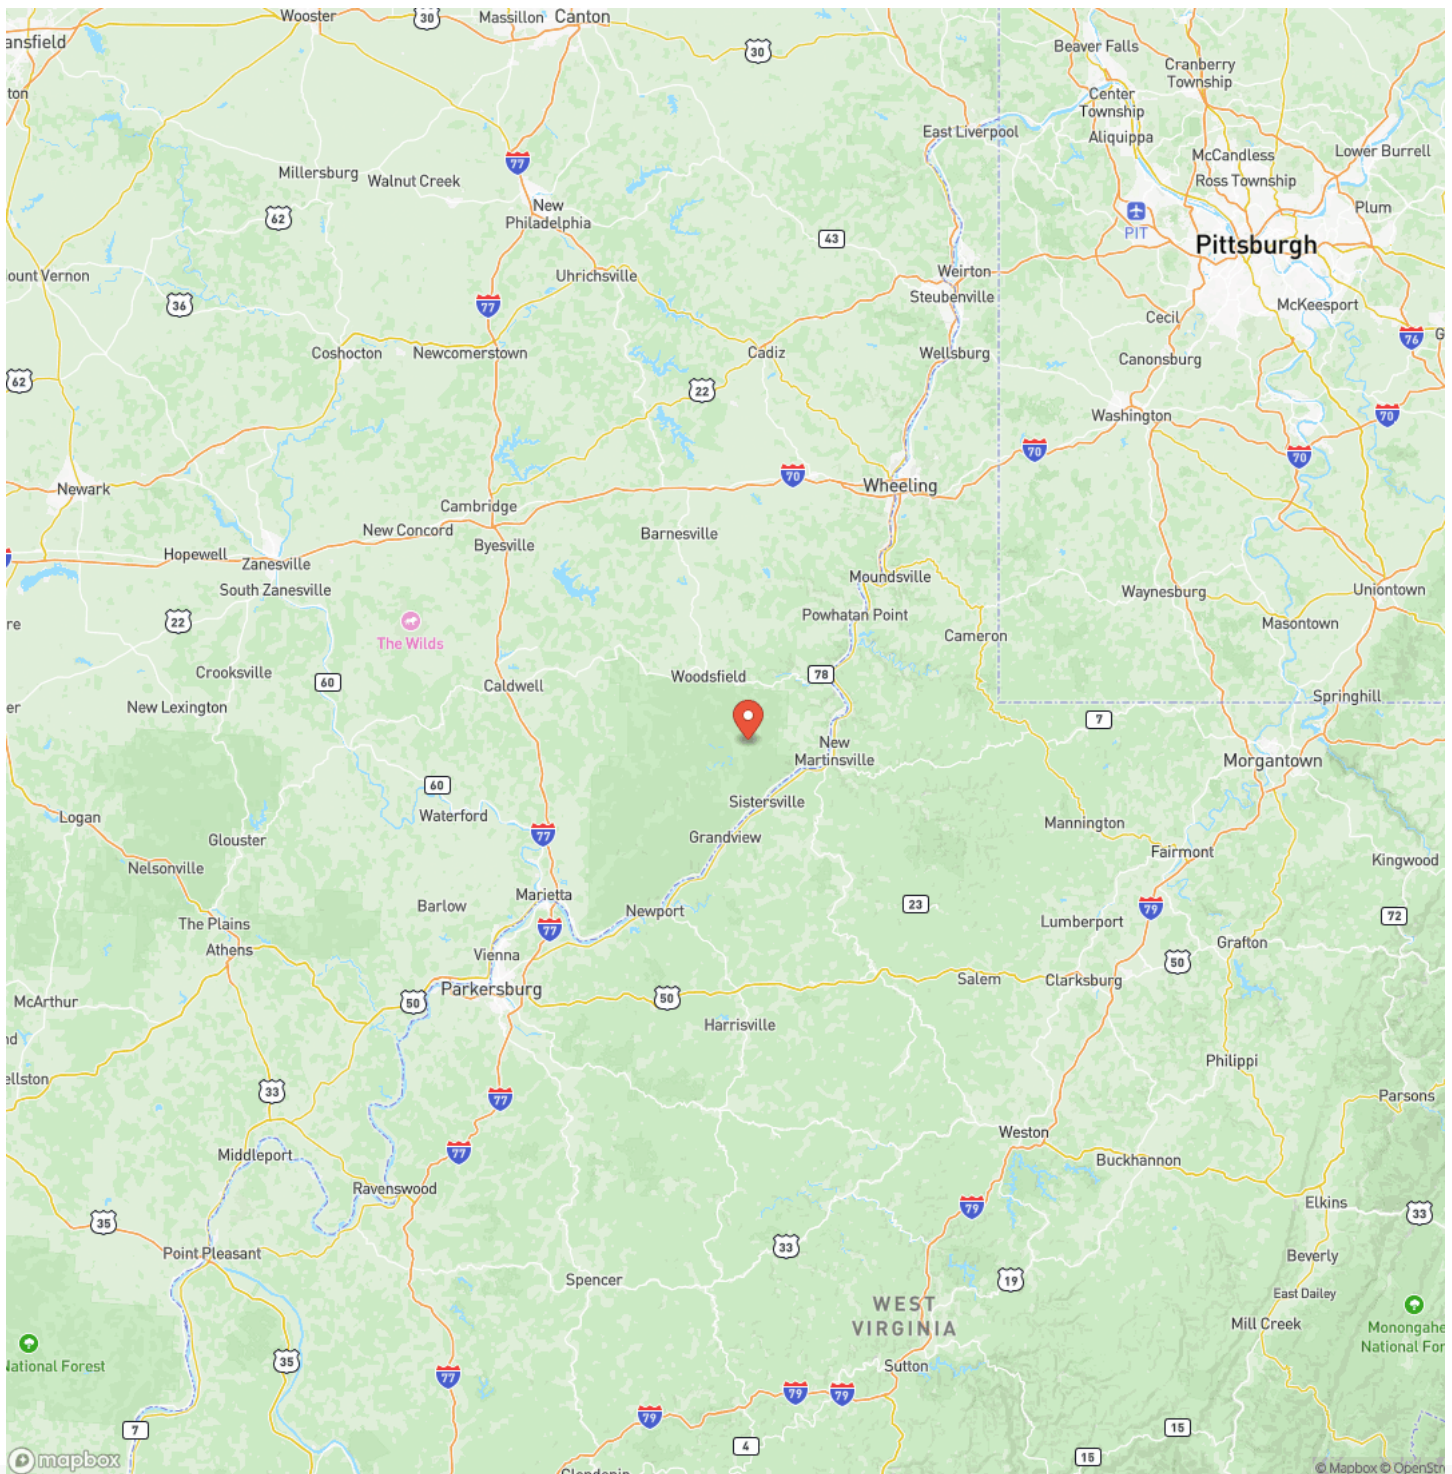 Wooster
30
Massillon
Canton
ansfield
30
Beaver Falls
Cranberry
Township
ton
Center
Township
East Liverpool
Aliquippa
77
McCandless
Lower Burrell
Millersburg
Walnut Creek
Ross Township
New
Philadelphia
62
43
PIT
Plum
Pittsburgh
ount Vernon
Uhrichsville
Weirton
36
77
Steubenville
McKeesport
Cecil
76
G
Coshocton
Newcomerstown
Cadiz
Wellsburg
Canonsburg
62
22
Washington
70
70
70
70
Newark
Wheeling
Cambridge
New Concord
Barnesville
Byesville
Hopewell
Zanesville
Moundsville
South Zanesville
Waynesburg
Uniontown
22
Powhatan Point
Masontown
re
The Wilds
Cameron
Crooksville
60
Caldwell
Woodsfield
78
Springhill
er
New Lexington
7
New
Martinsville
Morgantown
60
Sistersville
Logan
Waterford
Mannington
Glouster
77
Grandview
Fairmont
Kingwood
Nelsonville
Marietta
Barlow
Newport
23
79
72
The Plains
77
Lumberport
Athens
Vienna
Grafton
50
Parkersburg
Salem
Clarksburg
McArthur
50
50
Harrisville
nd
Philippi
ellston
33
77
Parsons
Weston
Middleport
77
Buckhannon
Ravenswood
Elkins
35
79
33
Point Pleasant
33
Beverly
Spencer
19
East Dailey
WEST
VIRGINIA
Mill Creek
Monongahe
National For
National Forest
35
Sutton
77
79
79
79
7
15
4
15
Glendenin
mapbox
© Mapbox © OpenStre